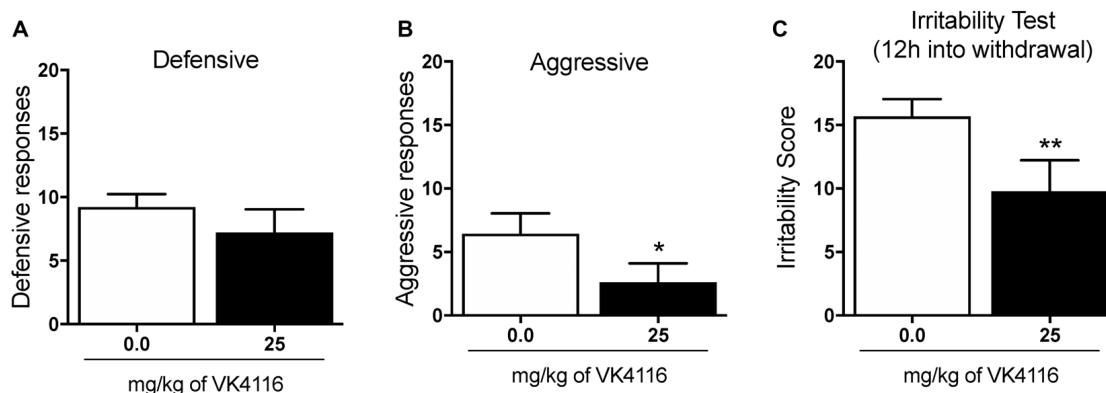 A
Defensive
Defensive responses
20
15
10
5
0
0.0 25
mg/kg of VK4116
B
Aggressive
Aggressive responses
20
15
10
5
0
*
0.0 25
mg/kg of VK4116
C
Irritability Test
(12h into withdrawal)
Irritability Score
20
15
10
5
0
**
0.0 25
mg/kg of VK4116